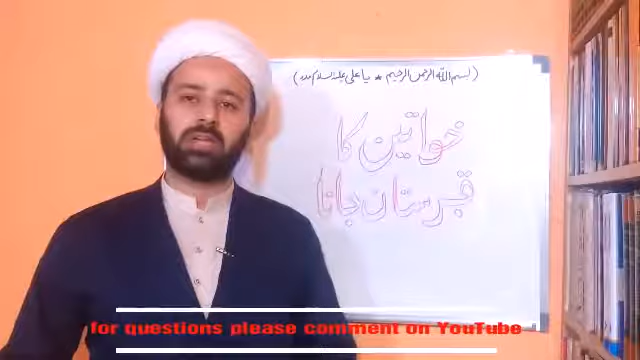 (بسم اللہ الرحمن الرحیم * یا علی علیہ السلام مدد)
خواتین کا
قبرستان جانا
for questions please comment on YouTube